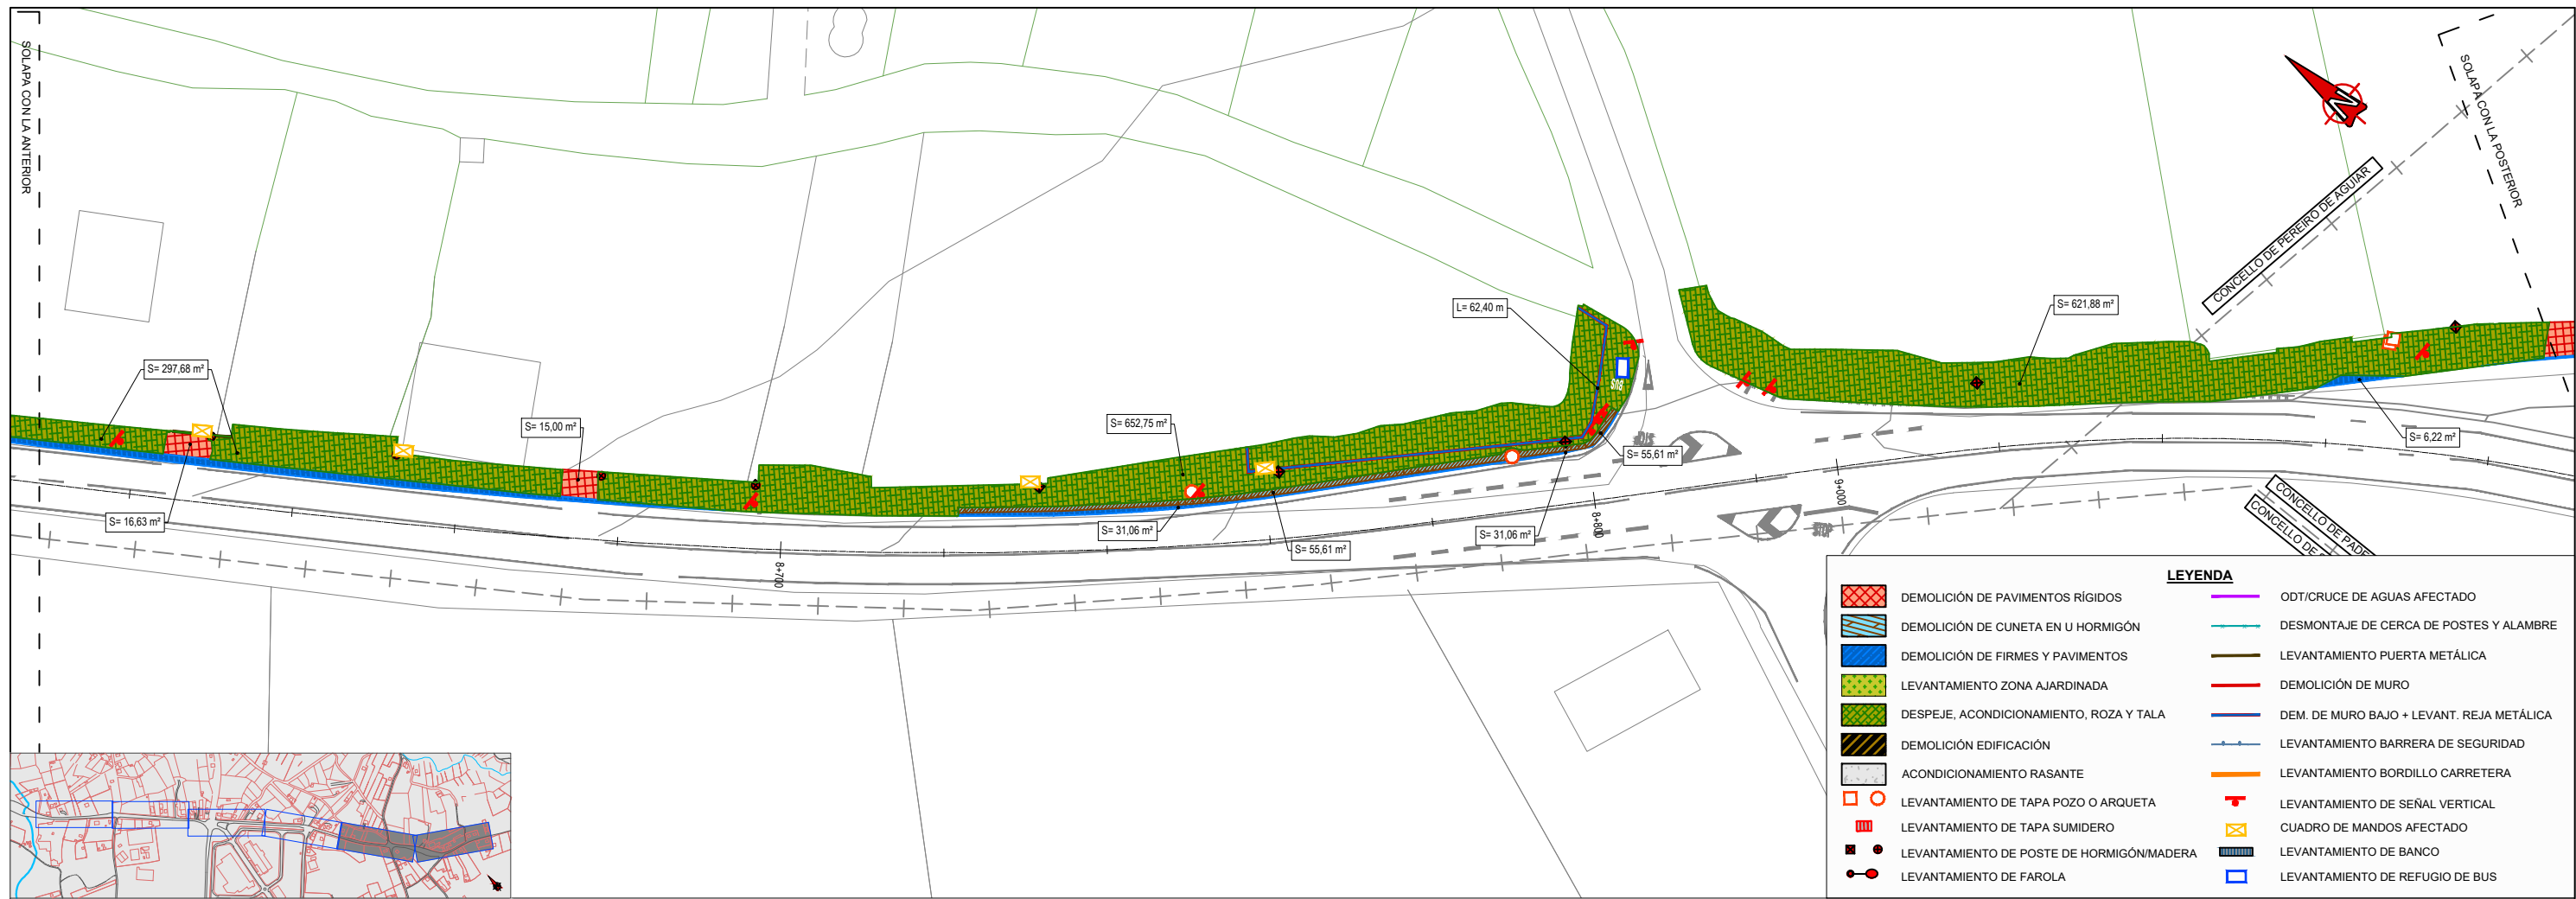 SOLAPA CON LA ANTERIOR
S= 297,68 m²
S= 16,63 m²
S= 15,00 m²
8+700
S= 652,75 m²
S= 31,06 m²
S= 55,61 m²
L= 62,40 m
BUS
S= 31,06 m²
S= 55,61 m²
8+800
9+000
S= 621,88 m²
S= 6,22 m²
N
CONCELLO DE PEREIRO DE AGUIAR
SOLAPA CON LA POSTERIOR
CONCELLO DE PADE
CONCELLO DE
LEYENDA
DEMOLICIÓN DE PAVIMENTOS RÍGIDOS
DEMOLICIÓN DE CUNETA EN U HORMIGÓN
DEMOLICIÓN DE FIRMES Y PAVIMENTOS
LEVANTAMIENTO ZONA AJARDINADA
DESPEJE, ACONDICIONAMIENTO, ROZA Y TALA
DEMOLICIÓN EDIFICACIÓN
ACONDICIONAMIENTO RASANTE
LEVANTAMIENTO DE TAPA POZO O ARQUETA
LEVANTAMIENTO DE TAPA SUMIDERO
LEVANTAMIENTO DE POSTE DE HORMIGÓN/MADERA
LEVANTAMIENTO DE FAROLA
ODT/CRUCE DE AGUAS AFECTADO
DESMONTAJE DE CERCA DE POSTES Y ALAMBRE
LEVANTAMIENTO PUERTA METÁLICA
DEMOLICIÓN DE MURO
DEM. DE MURO BAJO + LEVANT. REJA METÁLICA
LEVANTAMIENTO BARRERA DE SEGURIDAD
LEVANTAMIENTO BORDILLO CARRETERA
LEVANTAMIENTO DE SEÑAL VERTICAL
CUADRO DE MANDOS AFECTADO
LEVANTAMIENTO DE BANCO
LEVANTAMIENTO DE REFUGIO DE BUS